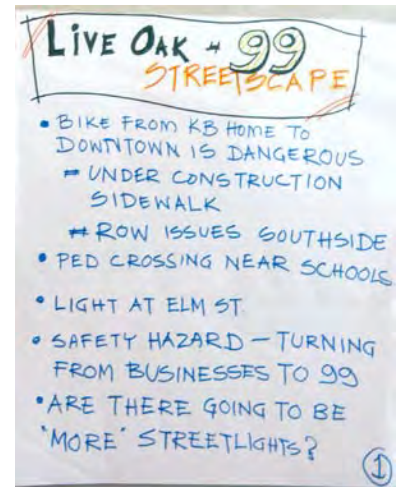 LIVE OAK - 99
STREETSCAPE
• BIKE FROM KB HOME TO
DOWNTOWN IS DANGEROUS
- UNDER CONSTRUCTION
SIDEWALK
- ROW ISSUES SOUTHSIDE
• PED CROSSING NEAR SCHOOLS
• LIGHT AT ELM ST.
• SAFETY HAZARD - TURNING
FROM BUSINESSES TO 99
• ARE THERE GOING TO BE
"MORE" STREETLIGHTS?
1